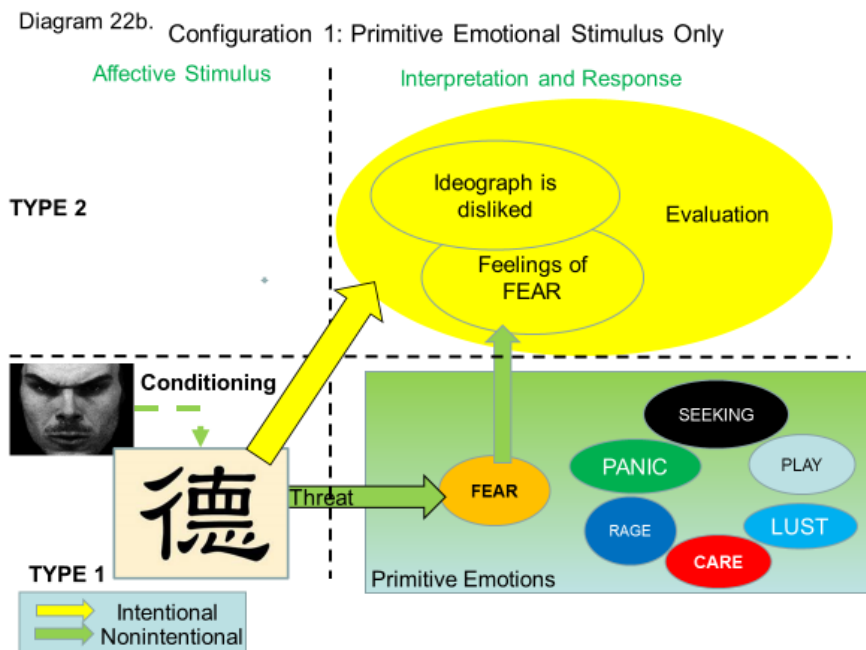 Diagram 22b.
Configuration 1: Primitive Emotional Stimulus Only
Affective Stimulus
Interpretation and Response
TYPE 2
Ideograph is
disliked
Evaluation
Feelings of
FEAR
Conditioning
德
Threat
FEAR
SEEKING
PANIC
PLAY
RAGE
LUST
CARE
Primitive Emotions
TYPE 1
Intentional
Nonintentional